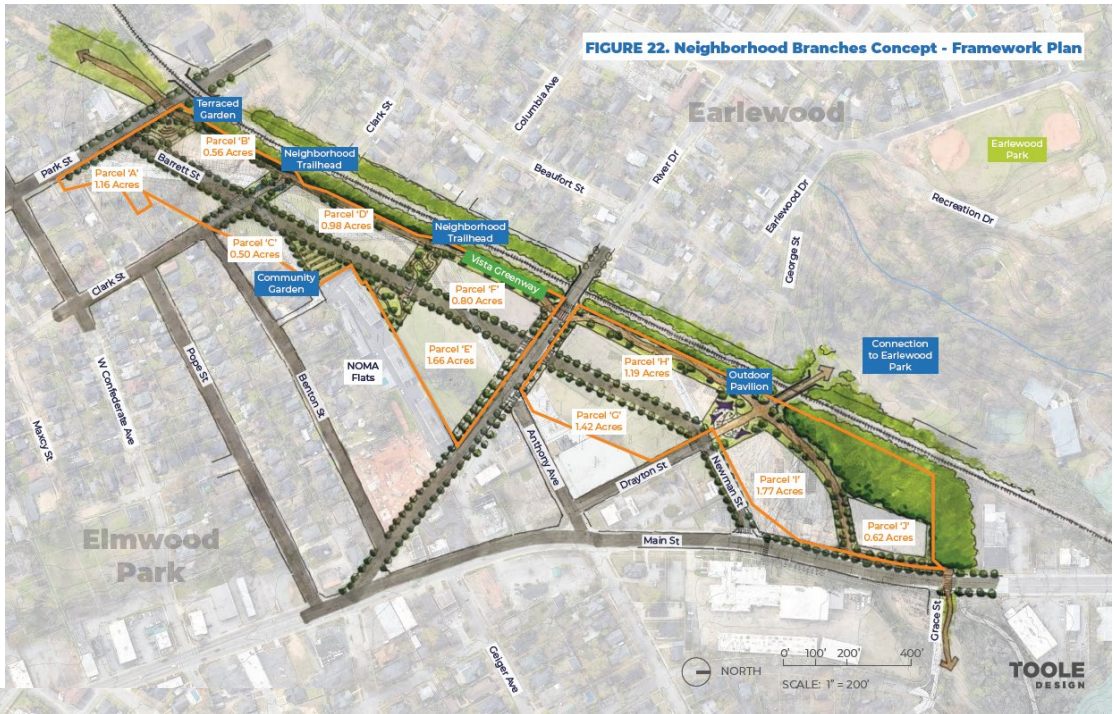 FIGURE 22. Neighborhood Branches Concept - Framework Plan
Earlewood
Earlewood
Park
Recreation Dr
Columbia Ave
Clark St
River Dr
Beaufort St
Earlewood Dr
George St
Terraced
Garden
Parcel 'B'
0.56 Acres
Neighborhood
Trailhead
Park St
Barrett St
Parcel 'A'
1.16 Acres
Parcel 'D'
0.98 Acres
Neighborhood
Trailhead
Parcel 'C'
0.50 Acres
Vista Greenway
Community
Garden
Clark St
Parcel 'F'
0.80 Acres
Parcel 'E'
1.66 Acres
NOMA
Flats
Parcel 'H'
1.19 Acres
Connection
to Earlewood
Park
Outdoor
Pavilion
Parcel 'G'
1.42 Acres
W Confederate Ave
Pope St
Benton St
Maxcy St
Anthony Ave
Drayton St
Newman St
Parcel 'I'
1.77 Acres
Parcel 'J'
0.62 Acres
Main St
Elmwood
Park
Grace St
Geiger Ave
NORTH
0' 100' 200' 400'
SCALE: 1" = 200'
TOOLE
DESIGN